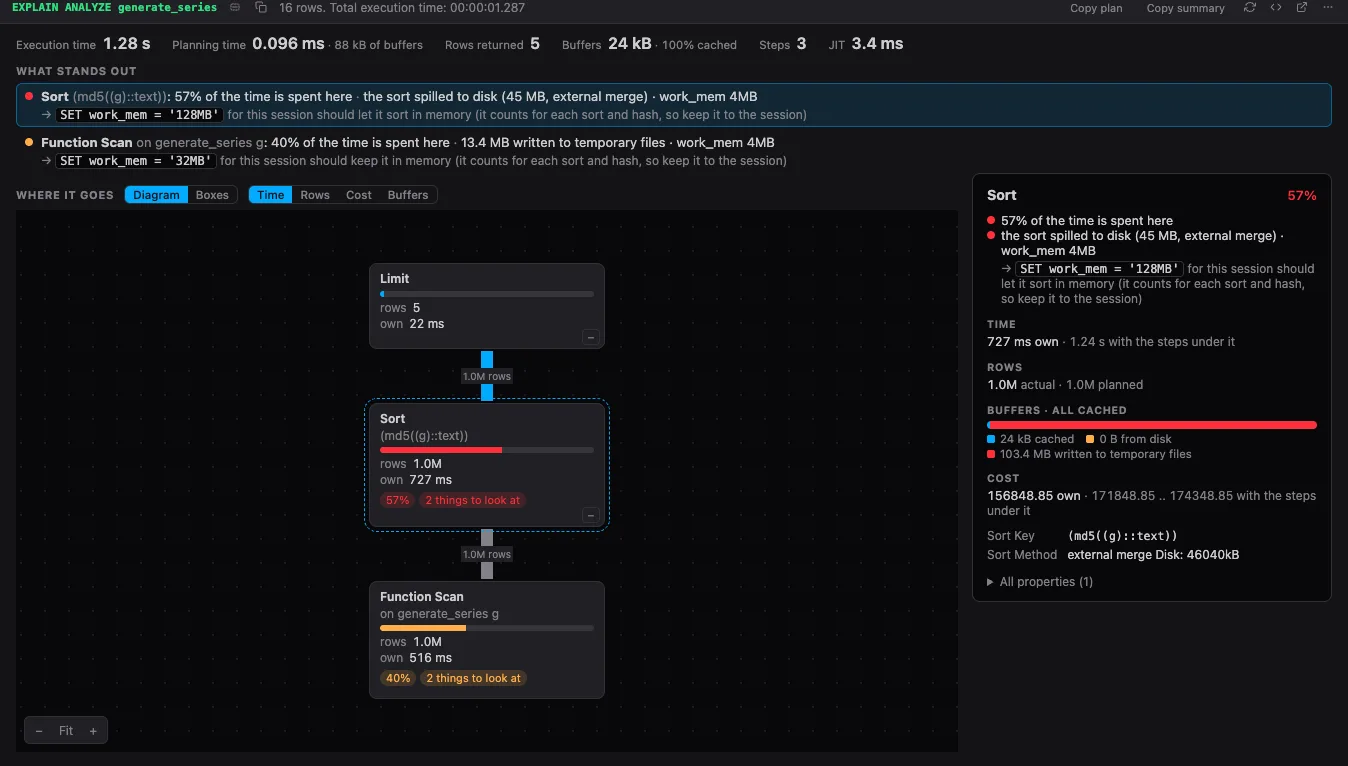 EXPLAIN ANALYZE generate_series 16 rows. Total execution time: 00:00:01.287 Copy plan Copy summary
Execution time 1.28 s Planning time 0.096 ms · 88 kB of buffers Rows returned 5 Buffers 24 kB · 100% cached Steps 3 JIT 3.4 ms
WHAT STANDS OUT
Sort (md5((g)::text)): 57% of the time is spent here · the sort spilled to disk (45 MB, external merge) · work_mem 4MB
→ SET work_mem = '128MB' for this session should let it sort in memory (it counts for each sort and hash, so keep it to the session)
Function Scan on generate_series g: 40% of the time is spent here · 13.4 MB written to temporary files · work_mem 4MB
→ SET work_mem = '32MB' for this session should keep it in memory (it counts for each sort and hash, so keep it to the session)
WHERE IT GOES Diagram Boxes Time Rows Cost Buffers
Limit
rows 5
own 22 ms
−
1.0M rows
Sort
(md5((g)::text))
rows 1.0M
own 727 ms
57% 2 things to look at
−
1.0M rows
Function Scan
on generate_series g
rows 1.0M
own 516 ms
40% 2 things to look at
− Fit +
Sort 57%
57% of the time is spent here
the sort spilled to disk (45 MB, external merge) ·
work_mem 4MB
→ SET work_mem = '128MB' for this session should
let it sort in memory (it counts for each sort and hash,
so keep it to the session)
TIME
727 ms own · 1.24 s with the steps under it
ROWS
1.0M actual · 1.0M planned
BUFFERS · ALL CACHED
24 kB cached 0 B from disk
103.4 MB written to temporary files
COST
156848.85 own · 171848.85 .. 174348.85 with the steps
under it
Sort Key (md5((g)::text))
Sort Method external merge Disk: 46040kB
All properties (1)